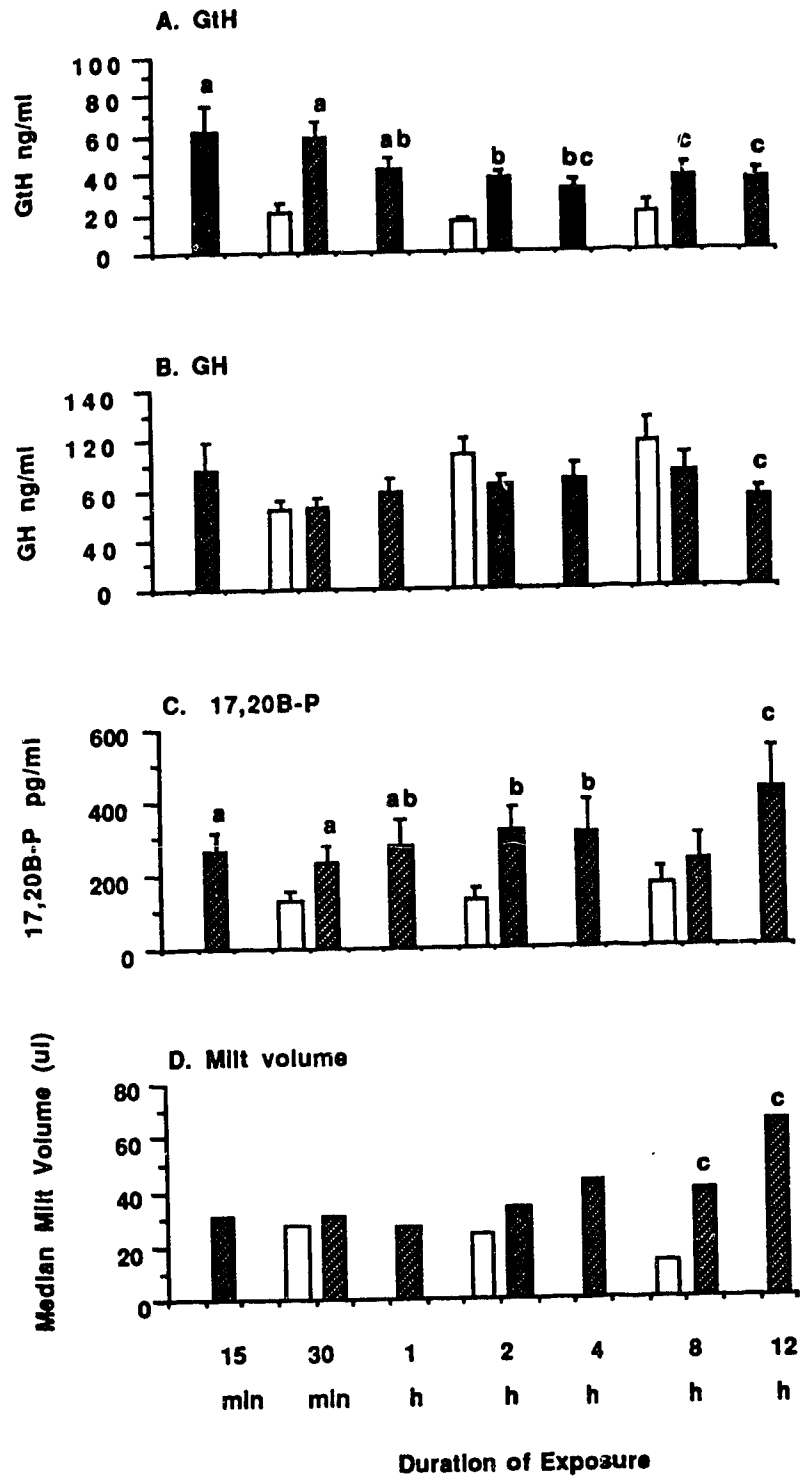 A. GtH
100
80
60
40
20
0
GtH ng/ml
a
a
ab
b
bc
c
c
B. GH
140
120
60
40
0
GH ng/ml
c
C. 17,20B-P
600
400
200
0
17,20B-P pg/ml
a
a
ab
b
b
c
D. Milt volume
80
60
40
20
0
Median Milt Volume (ul)
c
c
15 30 1 2 4 8 12
min min h h h h h
Duration of Exposure